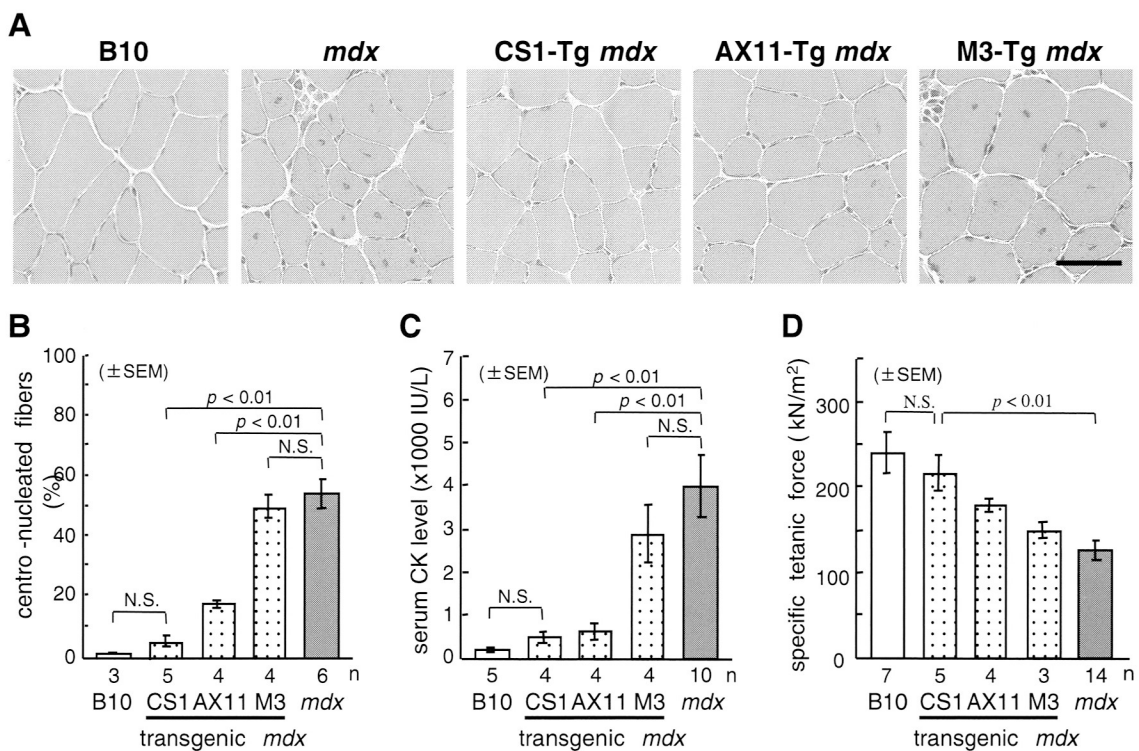 A
B10 mdx CS1-Tg mdx AX11-Tg mdx M3-Tg mdx
B
centro-nucleated fibers
(%)
100
80
60
40
20
0
(±SEM)
p < 0.01
p < 0.01
N.S.
N.S.
3 5 4 4 6 n
B10 CS1 AX11 M3 mdx
transgenic mdx
C
serum CK level (x1000 IU/L)
7
6
5
4
3
2
1
0
(±SEM)
p < 0.01
p < 0.01
N.S.
N.S.
5 4 4 4 10 n
B10 CS1 AX11 M3 mdx
transgenic mdx
D
specific tetanic force ( kN/m²)
300
200
100
0
(±SEM)
N.S. p < 0.01
7 5 4 3 14 n
B10 CS1 AX11 M3 mdx
transgenic mdx